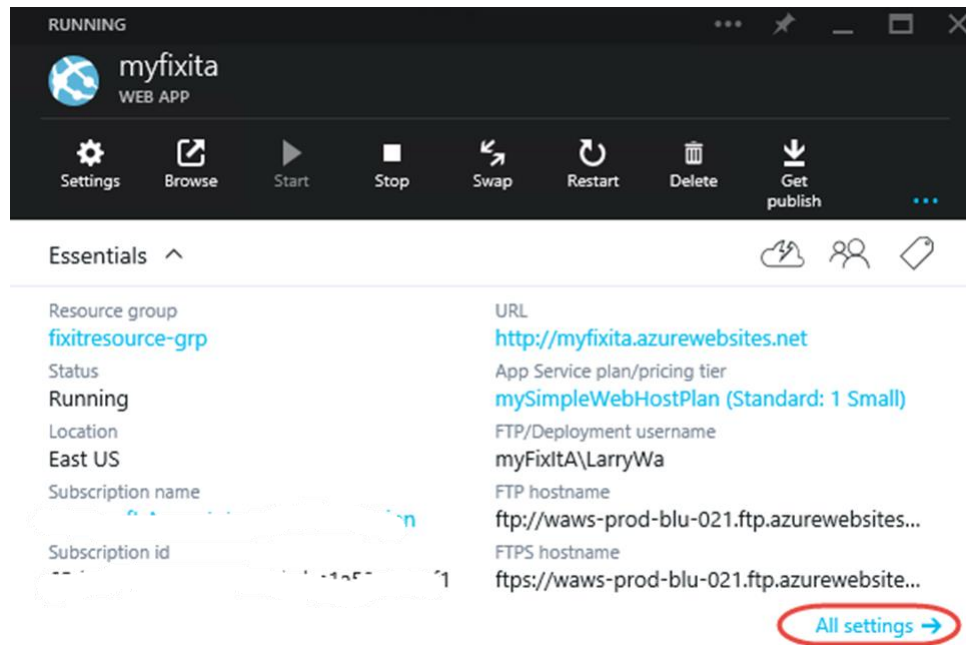 RUNNING
myfixita
WEB APP
Settings
Browse
Start
Stop
Swap
Restart
Delete
Get
publish
Essentials
Resource group
fixitresource-grp
Status
Running
Location
East US
Subscription name
Subscription id
URL
http://myfixita.azurewebsites.net
App Service plan/pricing tier
mySimpleWebHostPlan (Standard: 1 Small)
FTP/Deployment username
myFixItA\LarryWa
FTP hostname
ftp://waws-prod-blu-021.ftp.azurewebsites...
FTPS hostname
ftps://waws-prod-blu-021.ftp.azurewebsite...
All settings →